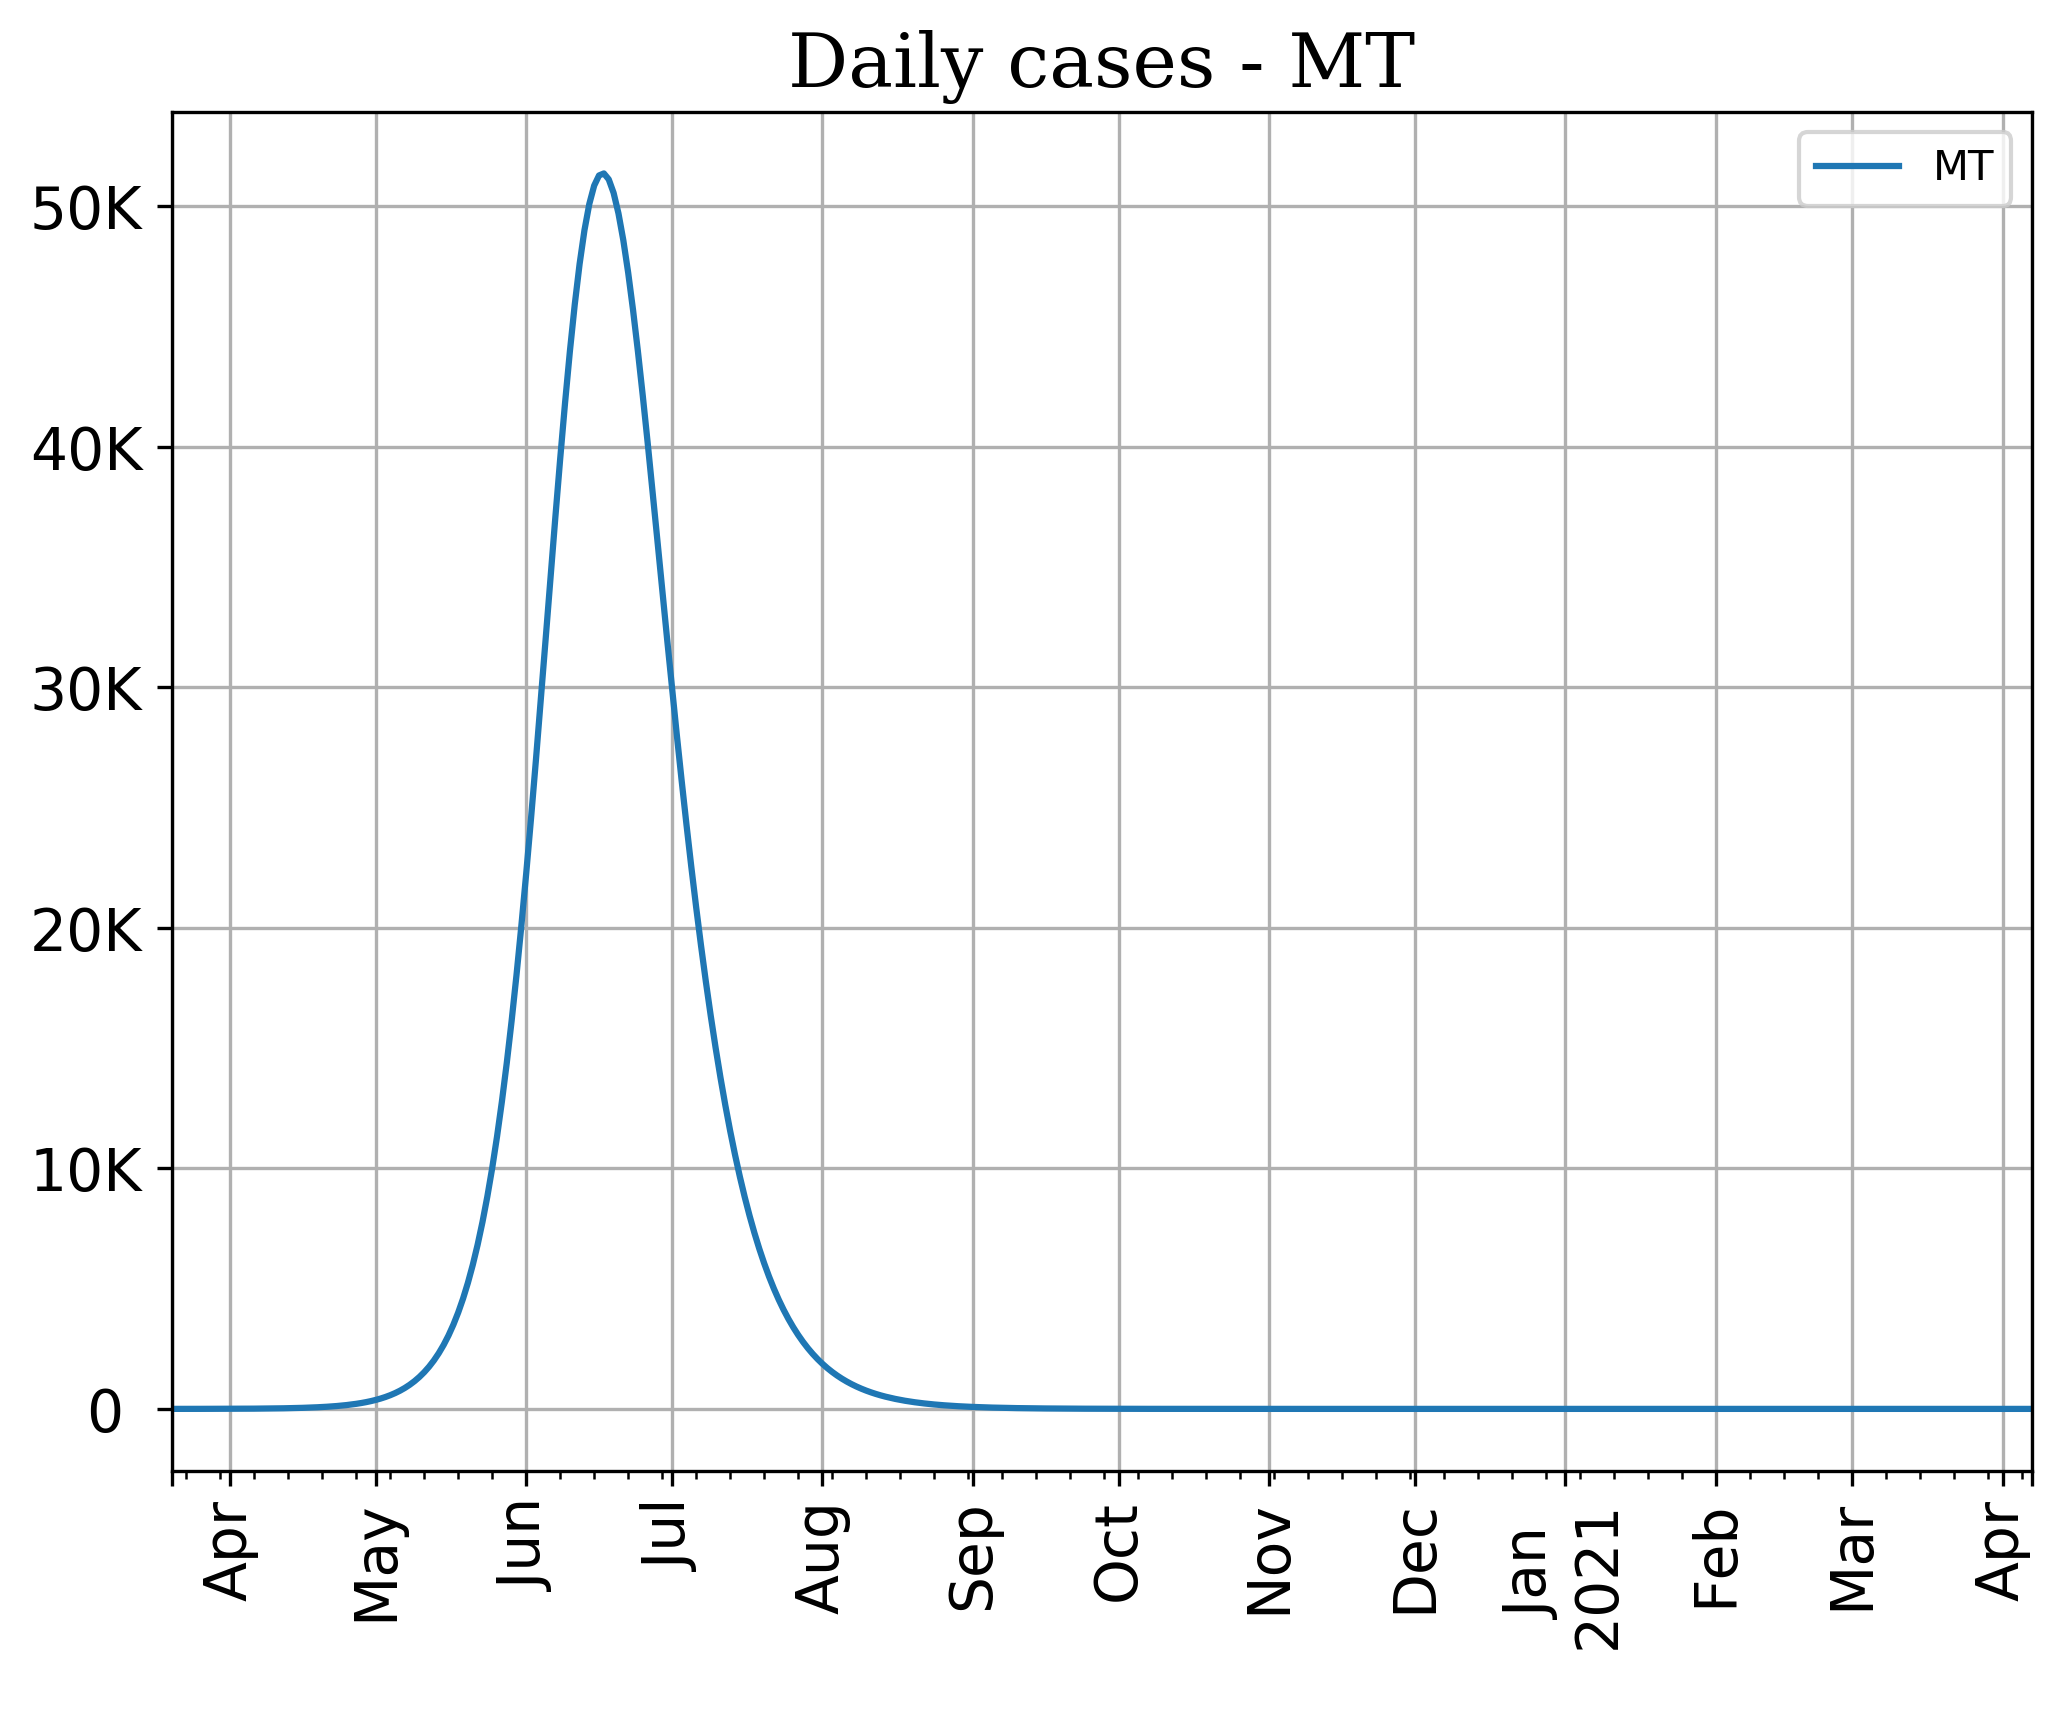 Daily cases - MT
MT
50K
40K
30K
20K
10K
0
Apr
May
Jun
Jul
Aug
Sep
Oct
Nov
Dec
Jan
2021
Feb
Mar
Apr